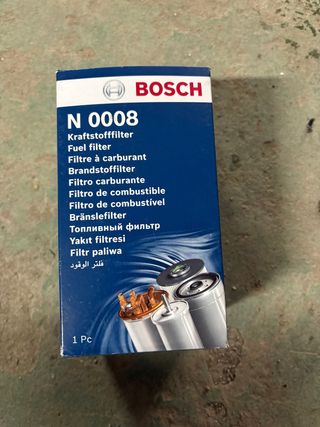 BOSCH
N 0008
Kraftstofffilter
Fuel filter
Filtre à carburant
Brandstoffilter
Filtro carburante
Filtro de combustible
Filtro de combustível
Bränslefilter
Топливный фильтр
Yakıt filtresi
Filtr paliwa
فلتر الوقود
1 Pc